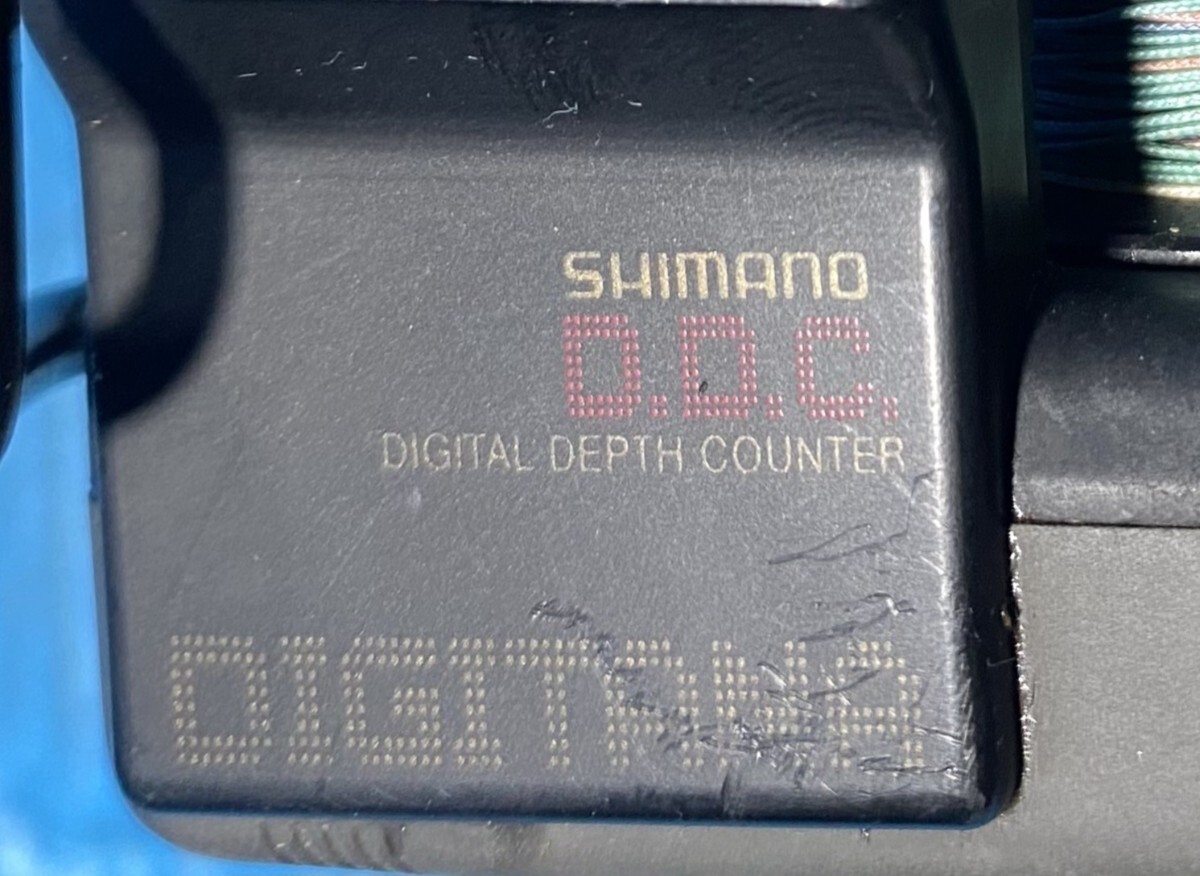 SHIMANO
D.D.C.
DIGITAL DEPTH COUNTER
DIGITANA